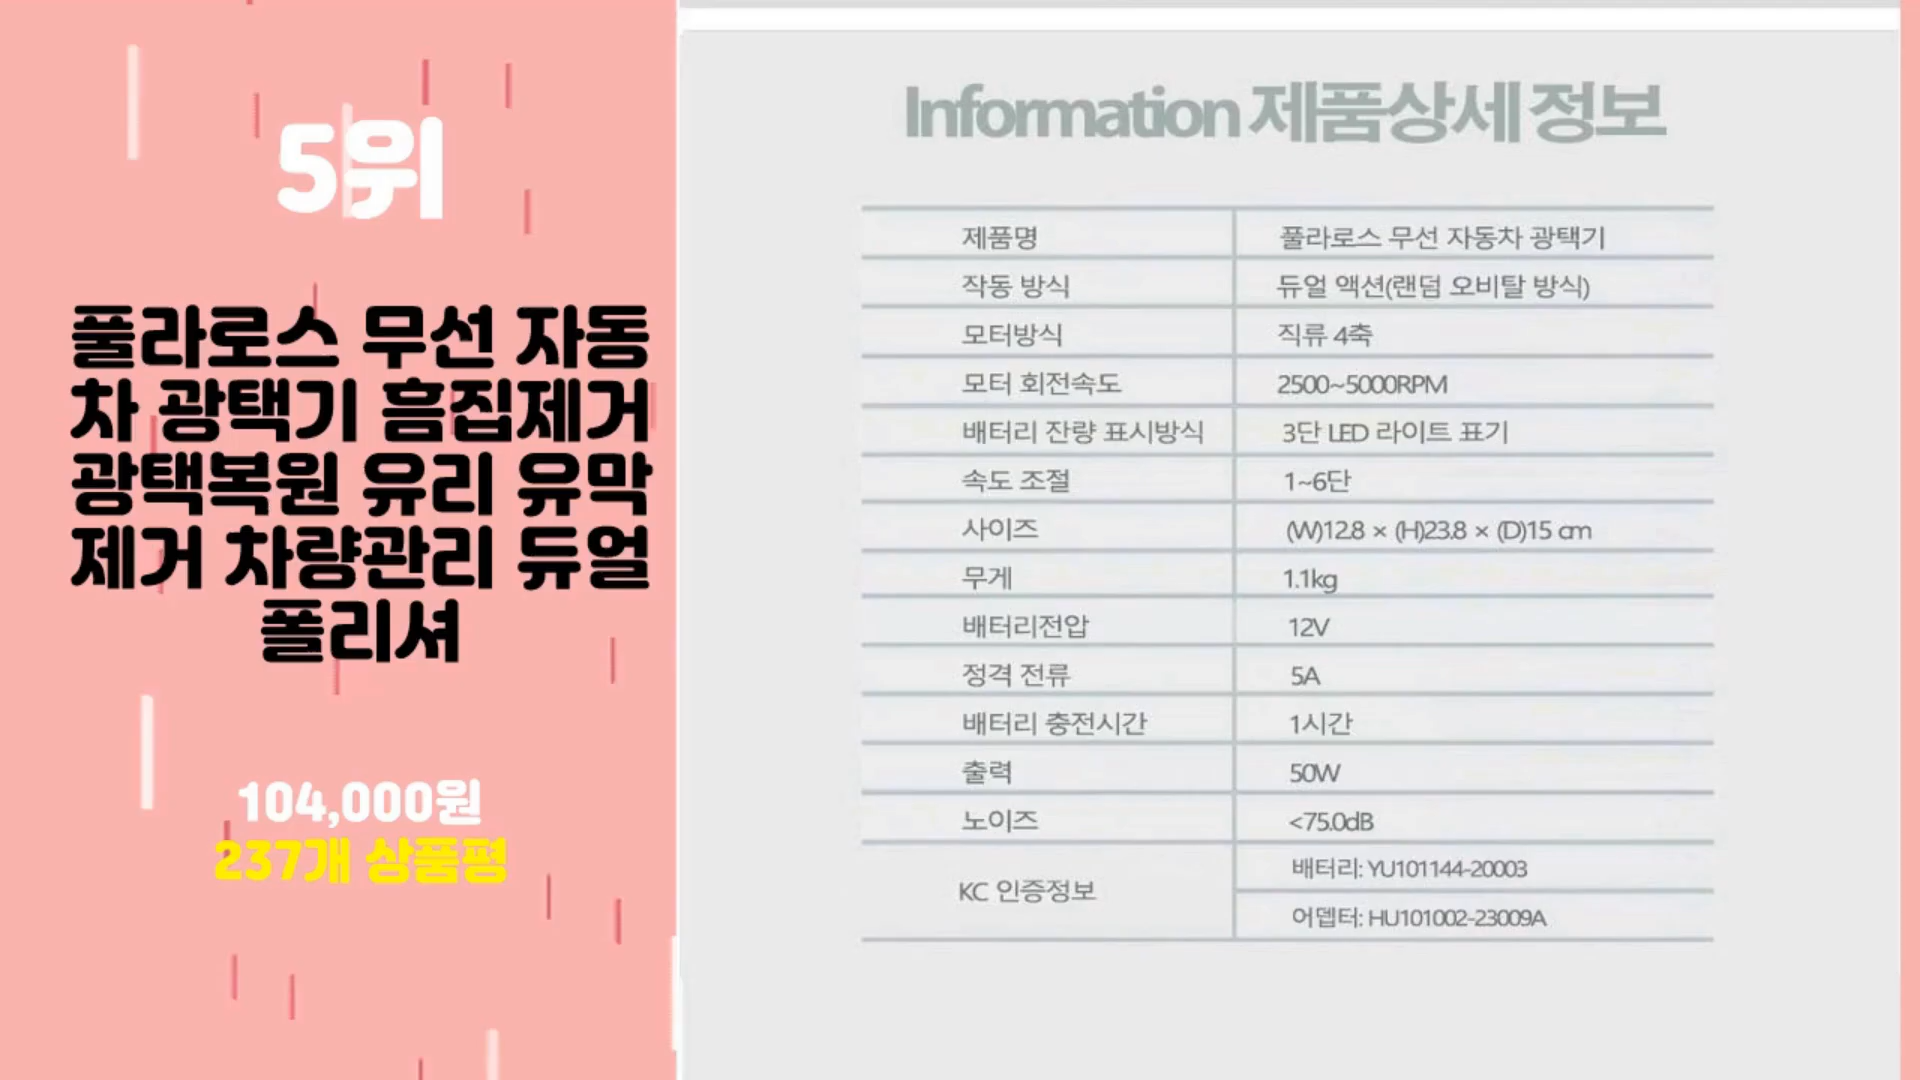 5위
풀라로스 무선 자동
차 광택기 흠집제거
광택복원 유리 유막
제거 차량관리 듀얼
폴리셔
104,000원
237개 상품평
Information 제품상세 정보
제품명 풀라로스 무선 자동차 광택기
작동 방식 듀얼 액션(랜덤 오비탈 방식)
모터방식 직류 4축
모터 회전속도 2500~5000RPM
배터리 잔량 표시방식 3단 LED 라이트 표기
속도 조절 1~6단
사이즈 (W)12.8 × (H)23.8 × (D)15 cm
무게 1.1kg
배터리전압 12V
정격 전류 5A
배터리 충전시간 1시간
출력 50W
노이즈 <75.0dB
KC 인증정보 배터리: YU101144-20003
어뎁터: HU101002-23009A